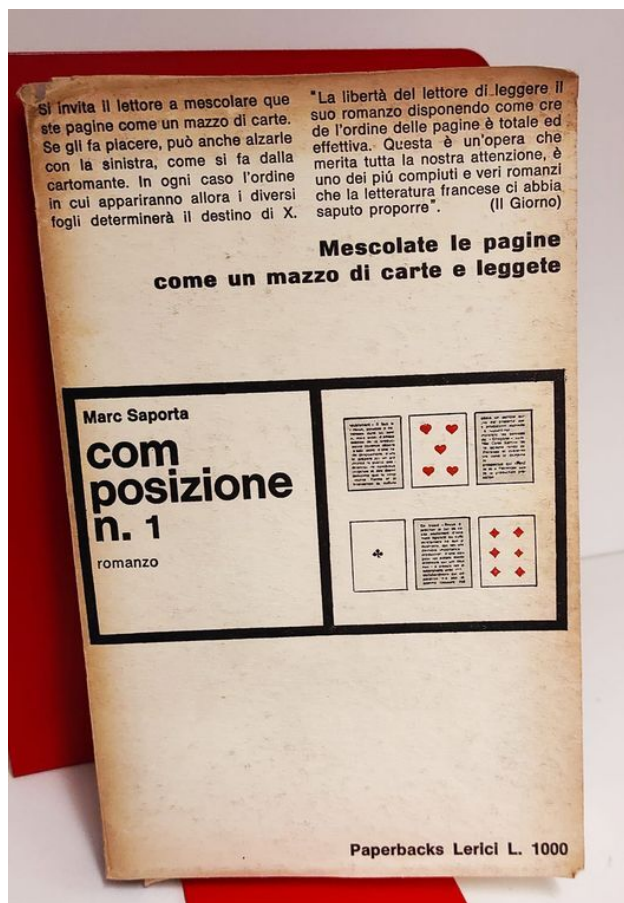 Si invita il lettore a mescolare que
ste pagine come un mazzo di carte.
Se gli fa piacere, può anche alzarle
con la sinistra, come si fa dalla
cartomante. In ogni caso l'ordine
in cui appariranno allora i diversi
fogli determinerà il destino di X.
"La libertà del lettore di leggere il
suo romanzo disponendo come cre
de l'ordine delle pagine è totale ed
effettiva. Questa è un'opera che
merita tutta la nostra attenzione, è
uno dei piú compiuti e veri romanzi
che la letteratura francese ci abbia
saputo proporre". (Il Giorno)
Mescolate le pagine
come un mazzo di carte e leggete
Marc Saporta
com
posizione
n. 1
romanzo
Paperbacks Lerici L. 1000